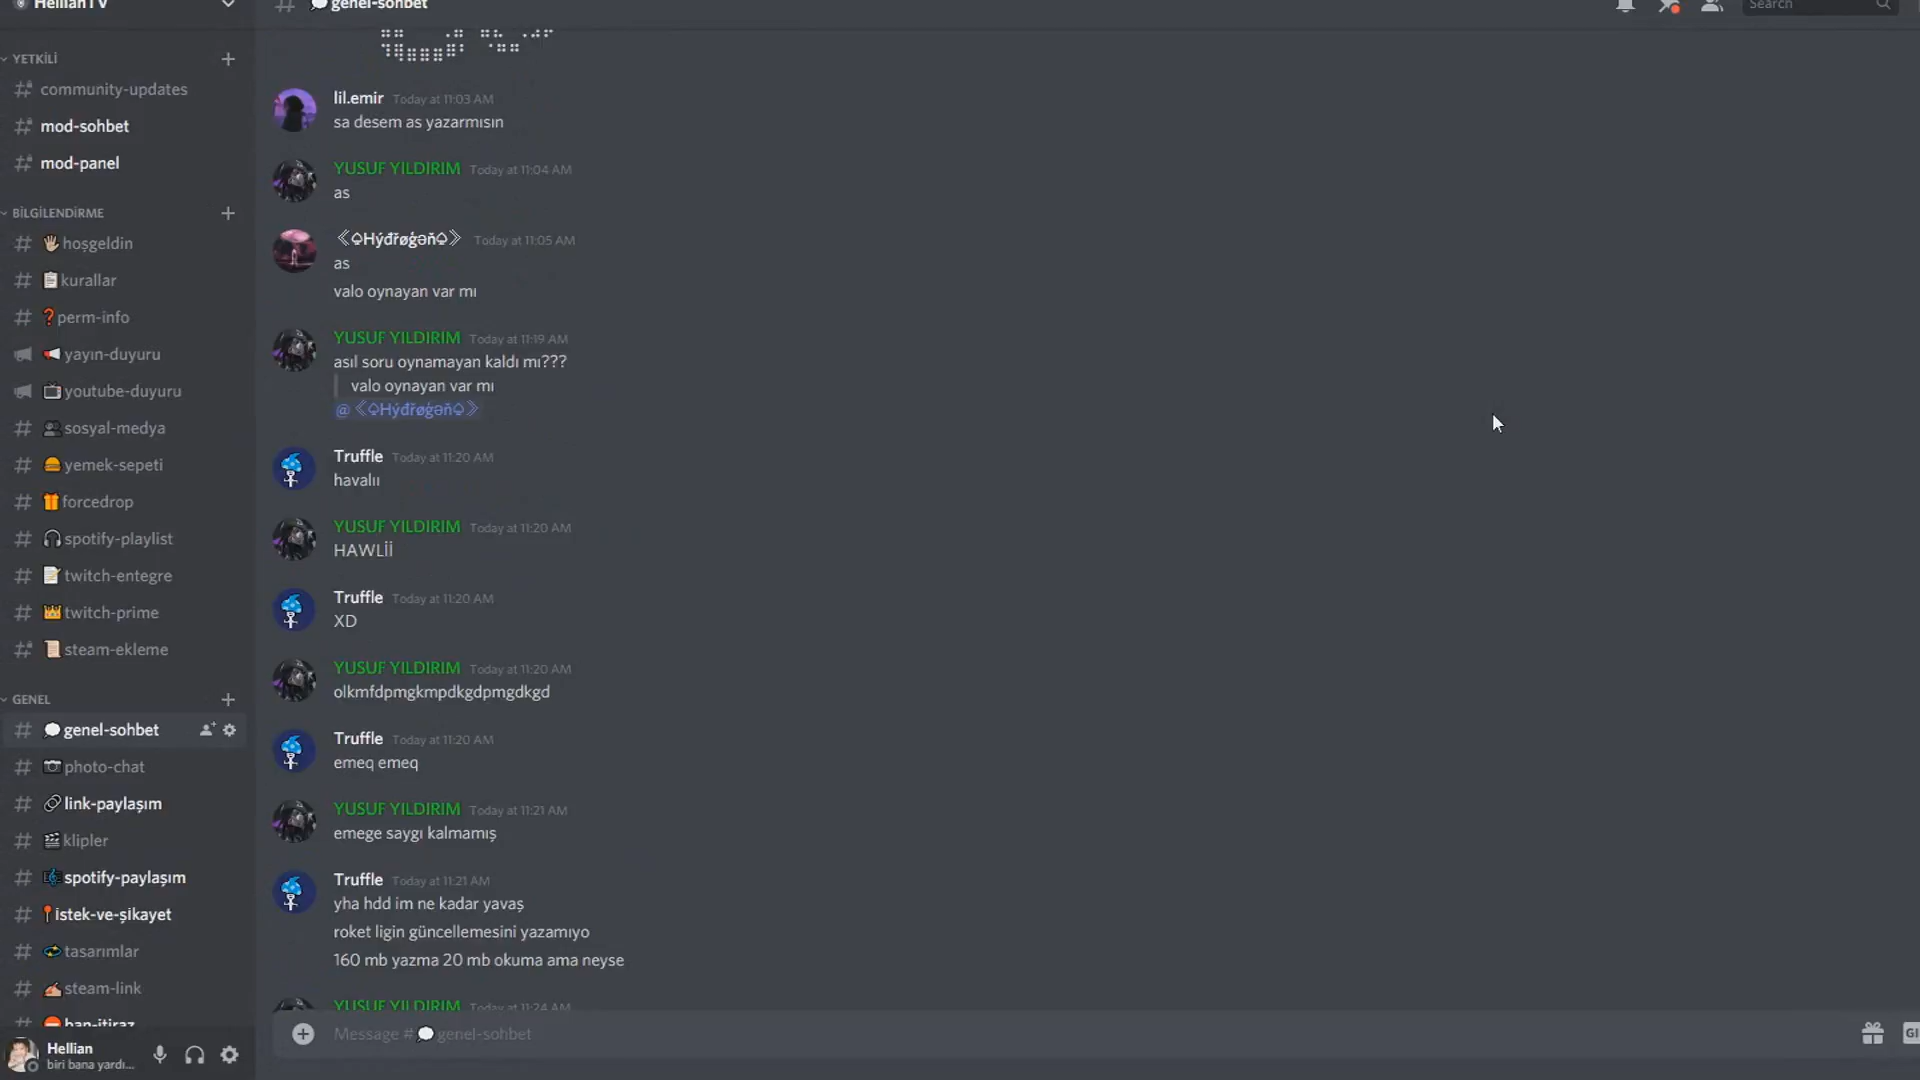 HellianTV
YETKİLİ
community-updates
mod-sohbet
mod-panel
BİLGİLENDİRME
hoşgeldin
kurallar
perm-info
yayın-duyuru
youtube-duyuru
sosyal-medya
yemek-sepeti
forcedrop
spotify-playlist
twitch-entegre
twitch-prime
steam-ekleme
GENEL
genel-sohbet
photo-chat
link-paylaşım
klipler
spotify-paylaşım
istek-ve-şikayet
tasarımlar
steam-link
ban-itiraz
Hellian
biri bana yardı...
genel-sohbet
Search
lil.emir Today at 11:03 AM
sa desem as yazarmısın
YUSUF YILDIRIM Today at 11:04 AM
as
《♤Hýđřøģəň♤》 Today at 11:05 AM
as
valo oynayan var mı
YUSUF YILDIRIM Today at 11:19 AM
asıl soru oynamayan kaldı mı???
valo oynayan var mı
@《♤Hýđřøģəň♤》
Truffle Today at 11:20 AM
havalıı
YUSUF YILDIRIM Today at 11:20 AM
HAWLİİ
Truffle Today at 11:20 AM
XD
YUSUF YILDIRIM Today at 11:20 AM
olkmfdpmgkmpdkgdpmgdkgd
Truffle Today at 11:20 AM
emeq emeq
YUSUF YILDIRIM Today at 11:21 AM
emege saygı kalmamış
Truffle Today at 11:21 AM
yha hdd im ne kadar yavaş
roket ligin güncellemesini yazamıyo
160 mb yazma 20 mb okuma ama neyse
YUSUF YILDIRIM Today at 11:24 AM
Message # genel-sohbet